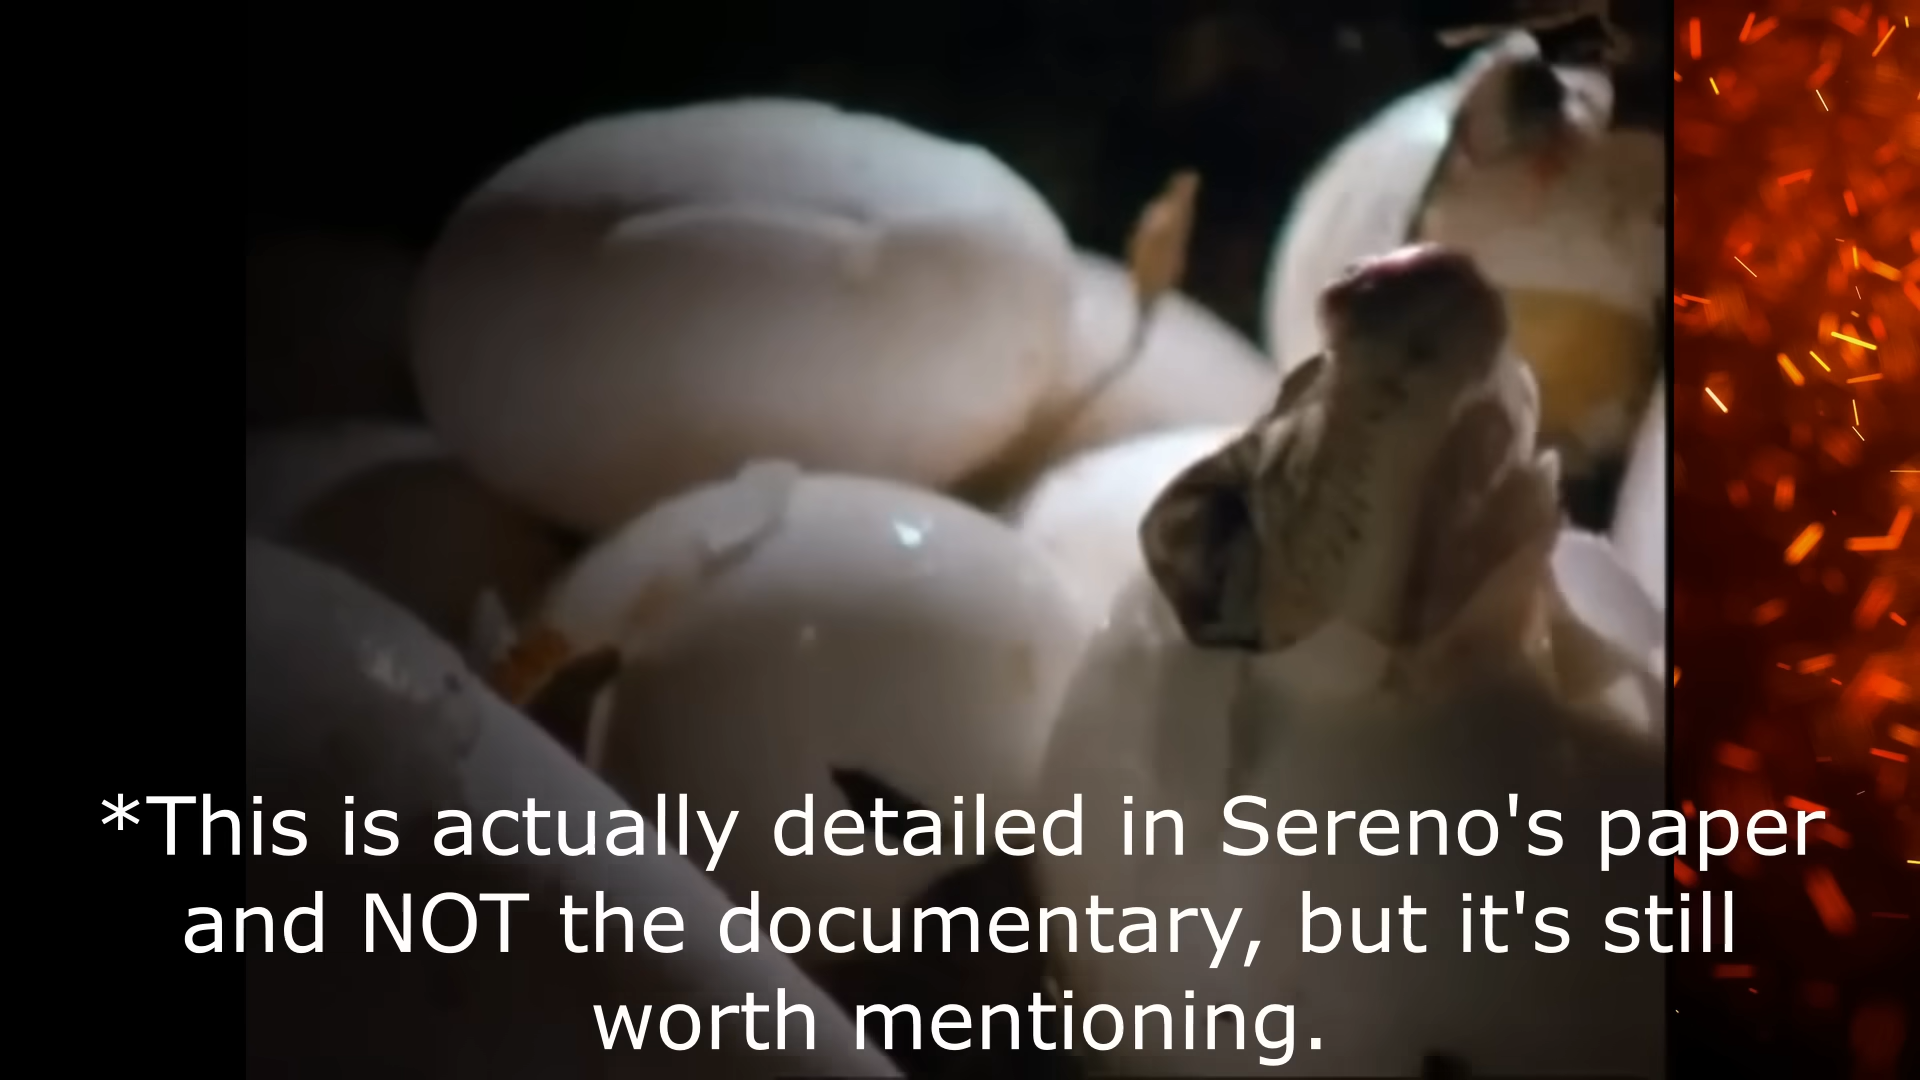 *This is actually detailed in Sereno's paper
and NOT the documentary, but it's still
worth mentioning.